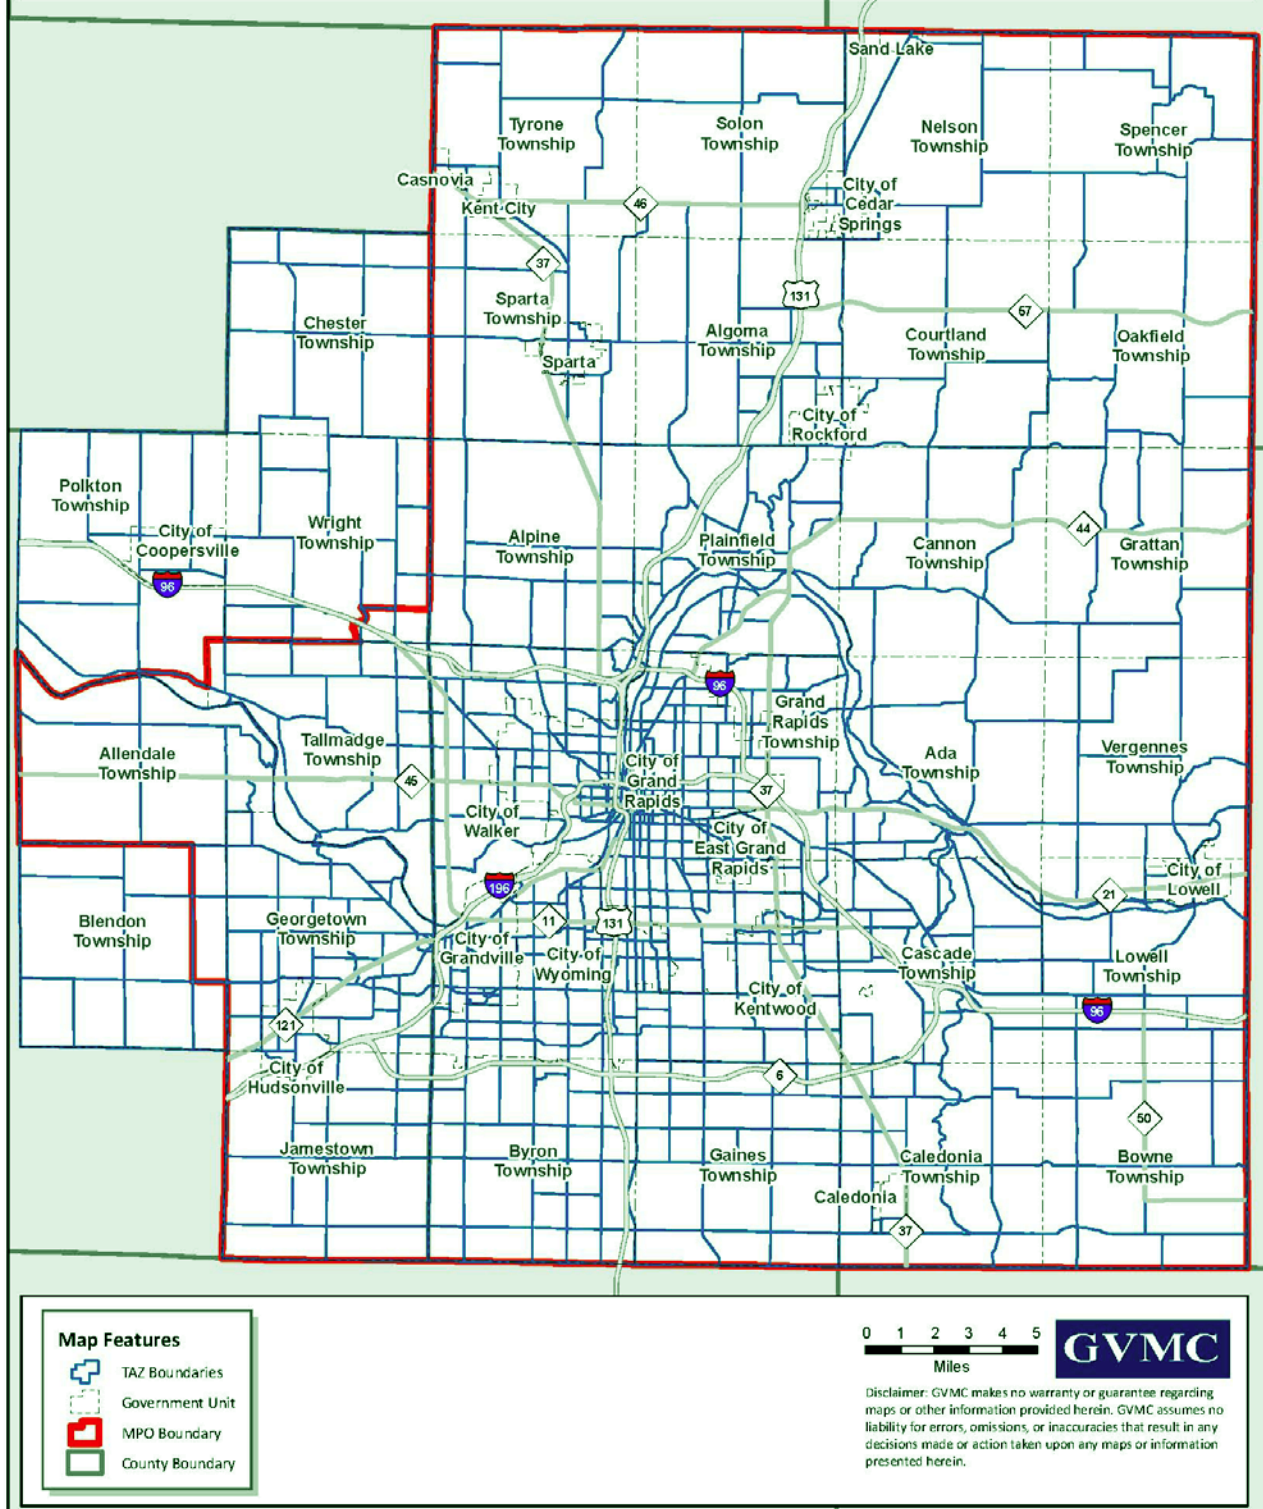 Sand Lake
Tyrone
Township
Solon
Township
Nelson
Township
Spencer
Township
Casnovia
Kent City
46
City of
Cedar
Springs
37
131
57
Sparta
Township
Sparta
Chester
Township
Algoma
Township
Courtland
Township
Oakfield
Township
City of
Rockford
Polkton
Township
City of
Coopersville
96
Wright
Township
Alpine
Township
Plainfield
Township
Cannon
Township
44
Grattan
Township
96
Grand
Rapids
Township
Allendale
Township
Tallmadge
Township
45
City of
Grand
Rapids
37
Ada
Township
Vergennes
Township
City of
Walker
City of
East Grand
Rapids
196
City of
Lowell
21
Blendon
Township
Georgetown
Township
11
131
City of
Grandville
City of
Wyoming
City of
Kentwood
Cascade
Township
Lowell
Township
96
121
City of
Hudsonville
6
50
Jamestown
Township
Byron
Township
Gaines
Township
Caledonia
Township
Bowne
Township
Caledonia
37
Map Features
TAZ Boundaries
Government Unit
MPO Boundary
County Boundary
0 1 2 3 4 5
Miles
GVMC
Disclaimer: GVMC makes no warranty or guarantee regarding
maps or other information provided herein. GVMC assumes no
liability for errors, omissions, or inaccuracies that result in any
decisions made or action taken upon any maps or information
presented herein.